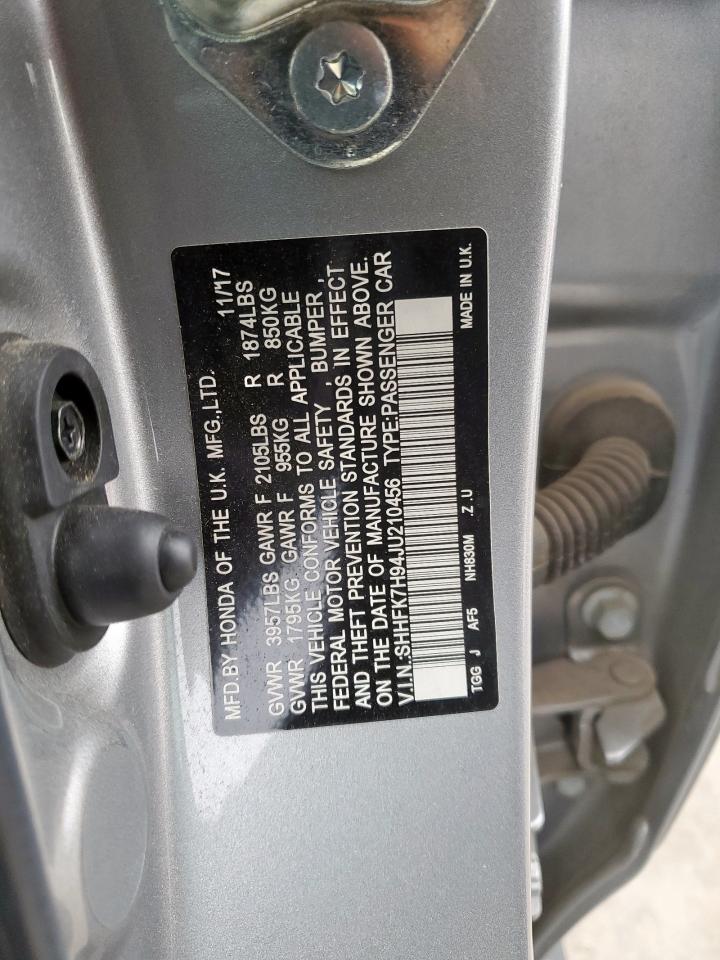 MFD.BY HONDA OF THE U.K. MFG.,LTD. 11/17
GVWR 3957LBS GAWR F 2105LBS R 1874LBS
GVWR 1795KG GAWR F 955KG R 850KG
THIS VEHICLE CONFORMS TO ALL APPLICABLE
FEDERAL MOTOR VEHICLE SAFETY , BUMPER ,
AND THEFT PREVENTION STANDARDS IN EFFECT
ON THE DATE OF MANUFACTURE SHOWN ABOVE.
V.I.N.:SHHFK7H94JU210456 TYPE:PASSENGER CAR
TGG J AF5 NH830M Z .U MADE IN U.K.